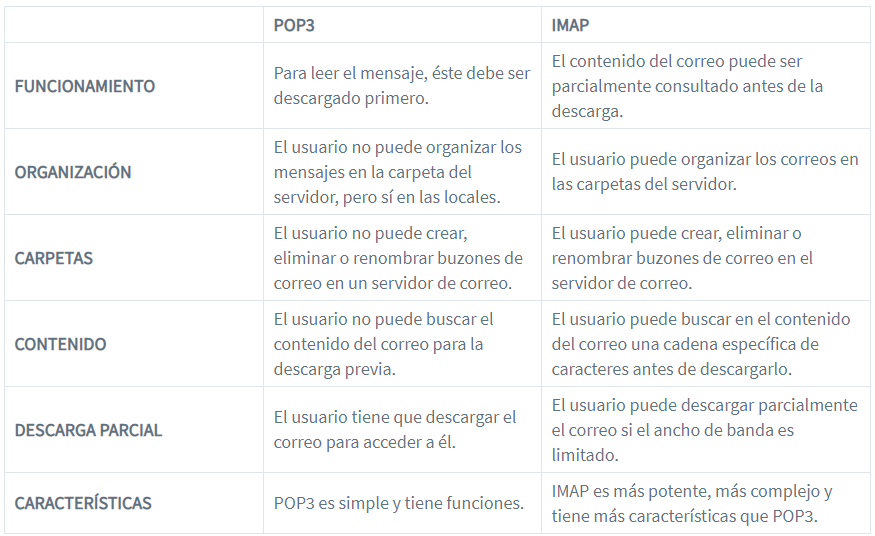 POP3
IMAP
FUNCIONAMIENTO
Para leer el mensaje, éste debe ser
descargado primero.
El contenido del correo puede ser
parcialmente consultado antes de la
descarga.
ORGANIZACIÓN
El usuario no puede organizar los
mensajes en la carpeta del
servidor, pero sí en las locales.
El usuario puede organizar los correos en
las carpetas del servidor.
CARPETAS
El usuario no puede crear,
eliminar o renombrar buzones de
correo en un servidor de correo.
El usuario puede crear, eliminar o
renombrar buzones de correo en el
servidor de correo.
CONTENIDO
El usuario no puede buscar el
contenido del correo para la
descarga previa.
El usuario puede buscar en el contenido
del correo una cadena específica de
caracteres antes de descargarlo.
DESCARGA PARCIAL
El usuario tiene que descargar el
correo para acceder a él.
El usuario puede descargar parcialmente
el correo si el ancho de banda es
limitado.
CARACTERÍSTICAS
POP3 es simple y tiene funciones.
IMAP es más potente, más complejo y
tiene más características que POP3.